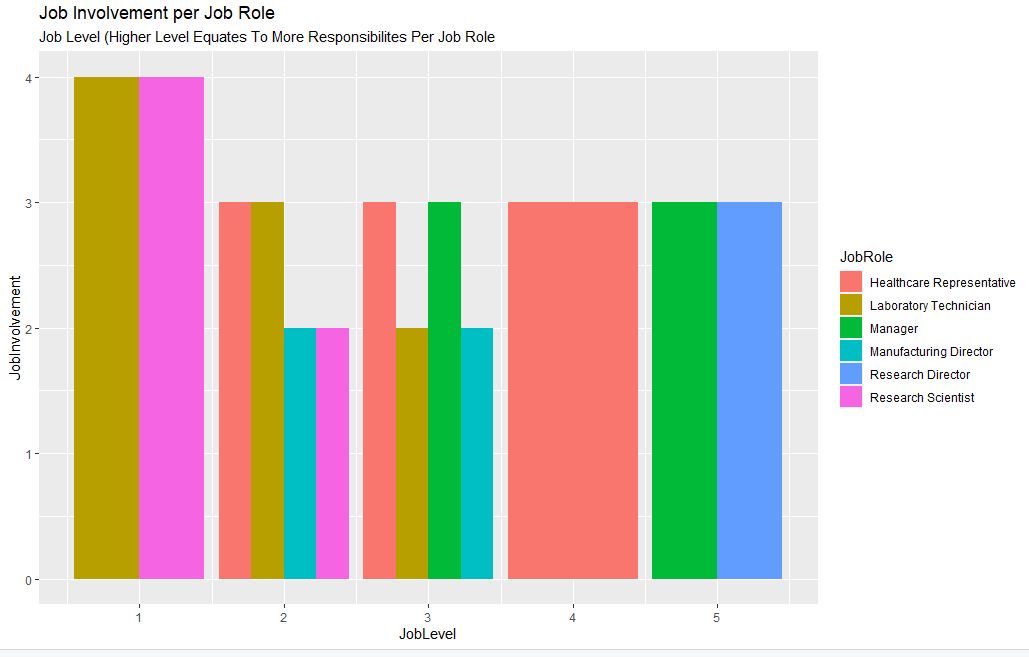 Job Involvement per Job Role
Job Level (Higher Level Equates To More Responsibilites Per Job Role
JobInvolvement
4
3
2
1
0
1 2 3 4 5
JobLevel
JobRole
Healthcare Representative
Laboratory Technician
Manager
Manufacturing Director
Research Director
Research Scientist